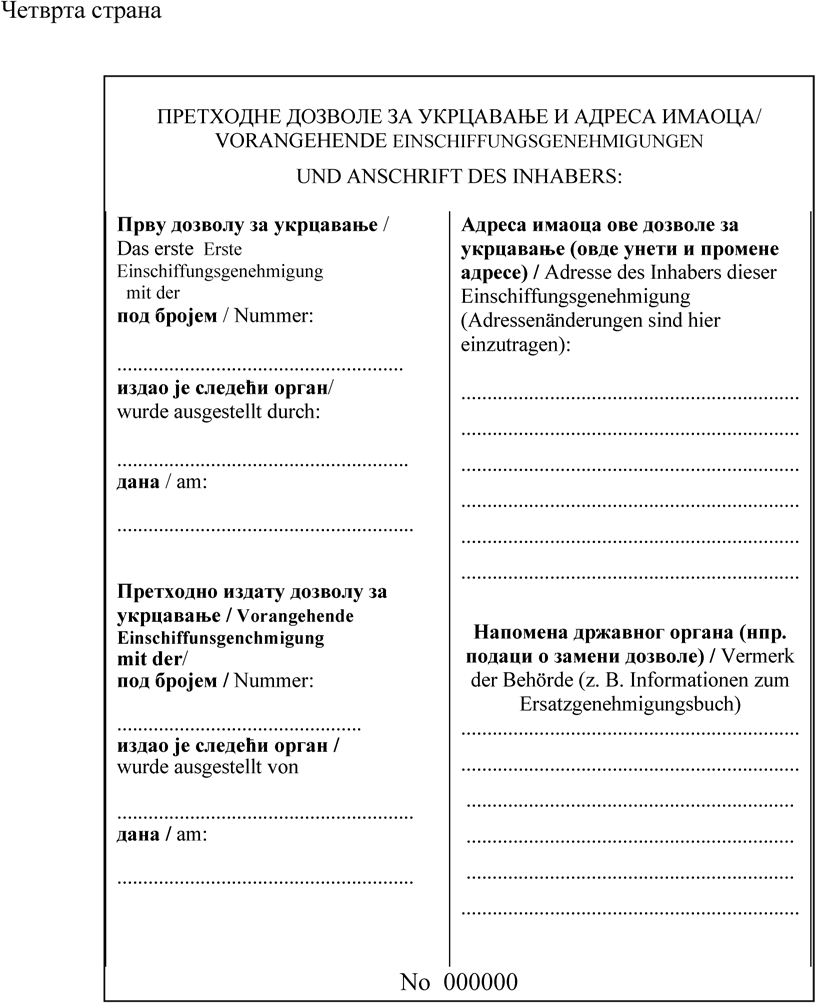 Четврта страна
ПРЕТХОДНЕ ДОЗВОЛЕ ЗА УКРЦАВАЊЕ И АДРЕСА ИМАОЦА/
VORANGEHENDE EINSCHIFFUNGSGENEHMIGUNGEN
UND ANSCHRIFT DES INHABERS:
Прву дозволу за укрцавање /
Das erste Erste
Einschiffungsgenehmigung
mit der
под бројем / Nummer:
......................................................
издао је следећи орган/
wurde ausgestellt durch:
.......................................................
дана / am:
........................................................
Претходно издату дозволу за
укрцавање / Vorangehende
Einschiffunsgenchmigung
mit der/
под бројем / Nummer:
..............................................
издао је следећи орган /
wurde ausgestellt von
........................................................
дана / am:
........................................................
Адреса имаоца ове дозволе за
укрцавање (овде унети и промене
адресе) / Adresse des Inhabers dieser
Einschiffungsgenehmigung
(Adressenänderungen sind hier
einzutragen):
................................................................
................................................................
................................................................
................................................................
................................................................
................................................................
Напомена државног органа (нпр.
подаци о замени дозволе) / Vermerk
der Behörde (z. B. Informationen zum
Ersatzgenehmigungsbuch)
................................................................
................................................................
..............................................................
..............................................................
..............................................................
................................................................
No 000000